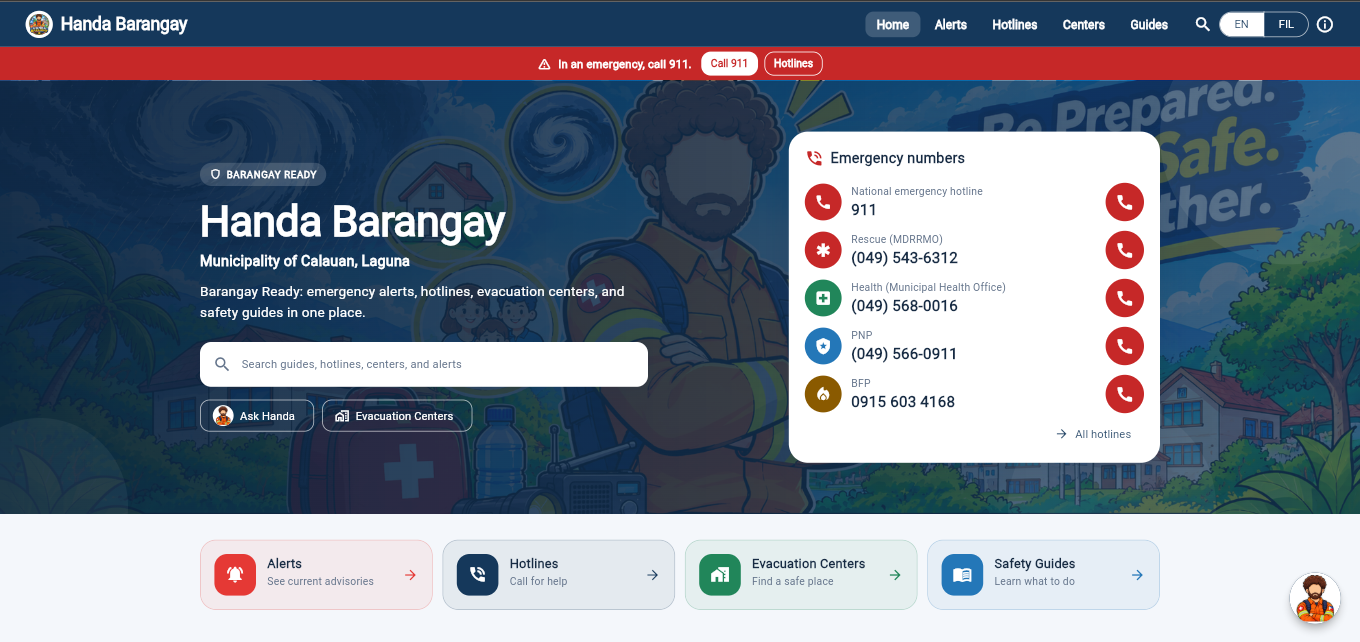 Handa Barangay
Home
Alerts
Hotlines
Centers
Guides
EN
FIL
In an emergency, call 911.
Call 911
Hotlines
BARANGAY READY
Handa Barangay
Municipality of Calauan, Laguna
Barangay Ready: emergency alerts, hotlines, evacuation centers, and
safety guides in one place.
Search guides, hotlines, centers, and alerts
Ask Handa
Evacuation Centers
Be Prepared.
Safe.
ther.
Emergency numbers
National emergency hotline
911
Rescue (MDRRMO)
(049) 543-6312
Health (Municipal Health Office)
(049) 568-0016
PNP
(049) 566-0911
BFP
0915 603 4168
All hotlines
Alerts
See current advisories
Hotlines
Call for help
Evacuation Centers
Find a safe place
Safety Guides
Learn what to do